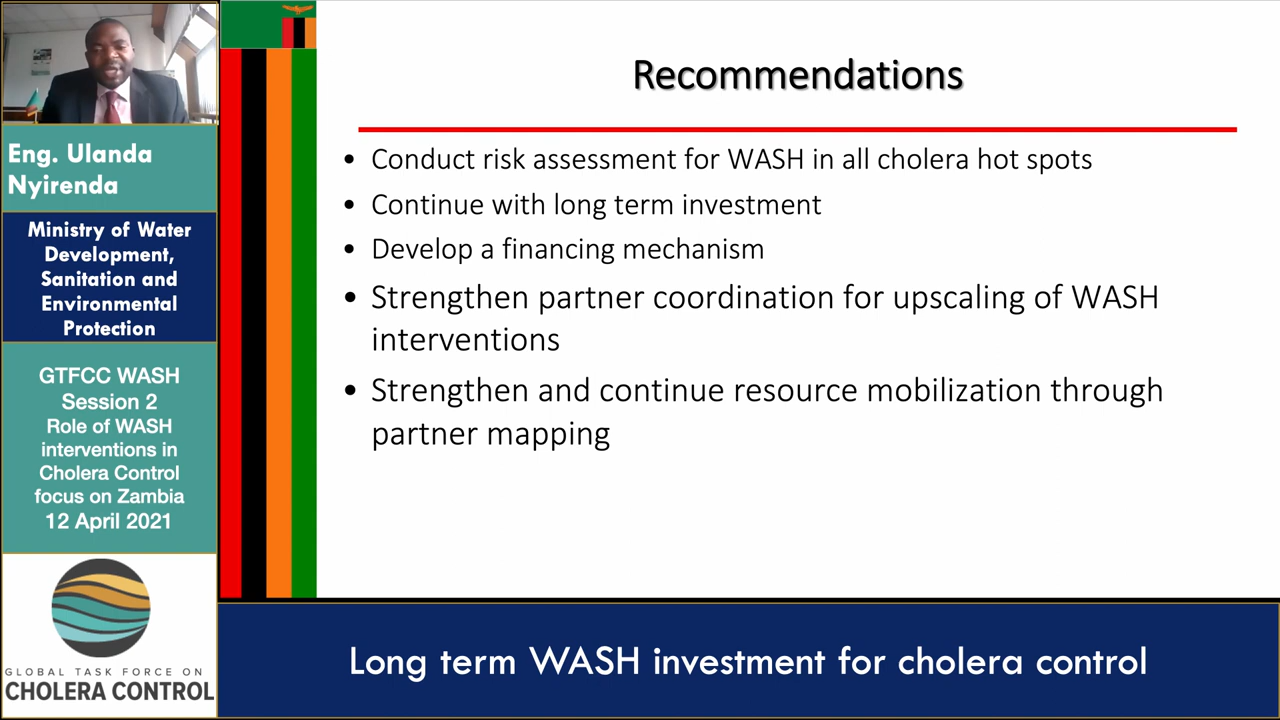 Eng. Ulanda
Nyirenda
Ministry of Water
Development,
Sanitation and
Environmental
Protection
GTFCC WASH
Session 2
Role of WASH
interventions in
Cholera Control
focus on Zambia
12 April 2021
GLOBAL TASK FORCE ON
CHOLERA CONTROL
Recommendations
• Conduct risk assessment for WASH in all cholera hot spots
• Continue with long term investment
• Develop a financing mechanism
• Strengthen partner coordination for upscaling of WASH
interventions
• Strengthen and continue resource mobilization through
partner mapping
Long term WASH investment for cholera control